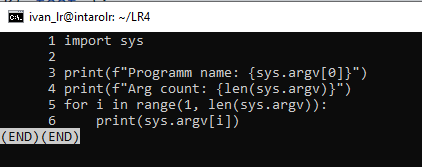 ivan_lr@intarolr: ~/LR4
1 import sys
2
3 print(f"Programm name: {sys.argv[0]}")
4 print(f"Arg count: {len(sys.argv)}")
5 for i in range(1, len(sys.argv)):
6     print(sys.argv[i])
(END)(END)